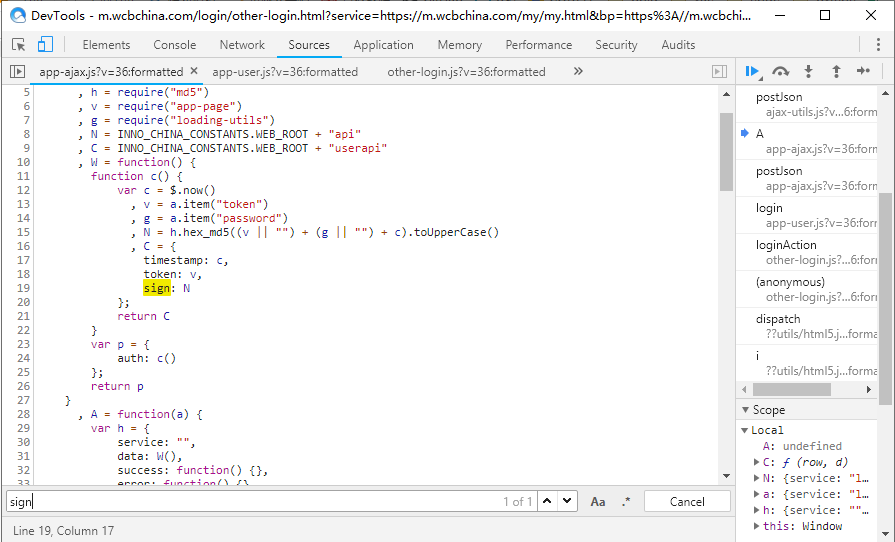 DevTools - m.wcbchina.com/login/other-login.html?service=https://m.wcbchina.com/my/my.html&bp=https%3A//m.wcbchi...
Elements Console Network Sources Application Memory Performance Security Audits
app-ajax.js?v=36:formatted × app-user.js?v=36:formatted other-login.js?v=36:formatted »
5 , h = require("md5")
6 , v = require("app-page")
7 , g = require("loading-utils")
8 , N = INNO_CHINA_CONSTANTS.WEB_ROOT + "api"
9 , C = INNO_CHINA_CONSTANTS.WEB_ROOT + "userapi"
10 , W = function() {
11 function c() {
12 var c = $.now()
13 , v = a.item("token")
14 , g = a.item("password")
15 , N = h.hex_md5((v || "") + (g || "") + c).toUpperCase()
16 , C = {
17 timestamp: c,
18 token: v,
19 sign: N
20 };
21 return C
22 }
23 var p = {
24 auth: c()
25 };
26 return p
27 }
28 , A = function(a) {
29 var h = {
30 service: "",
31 data: W(),
32 success: function() {},
33 error: function() {}
sign 1 of 1 Aa .* Cancel
Line 19, Column 17
postJson
ajax-utils.js?v...6:form
A
app-ajax.js?v=36:form
postJson
app-ajax.js?v=36:form
login
app-user.js?v=36:form
loginAction
other-login.js?...6:form
(anonymous)
other-login.js?...6:form
dispatch
??utils/html5.j...forma
i
??utils/html5.j...forma
Scope
Local
A: undefined
C: ƒ (row, d)
N: {service: "l...
a: {service: "l...
h: {service: ""...
this: Window